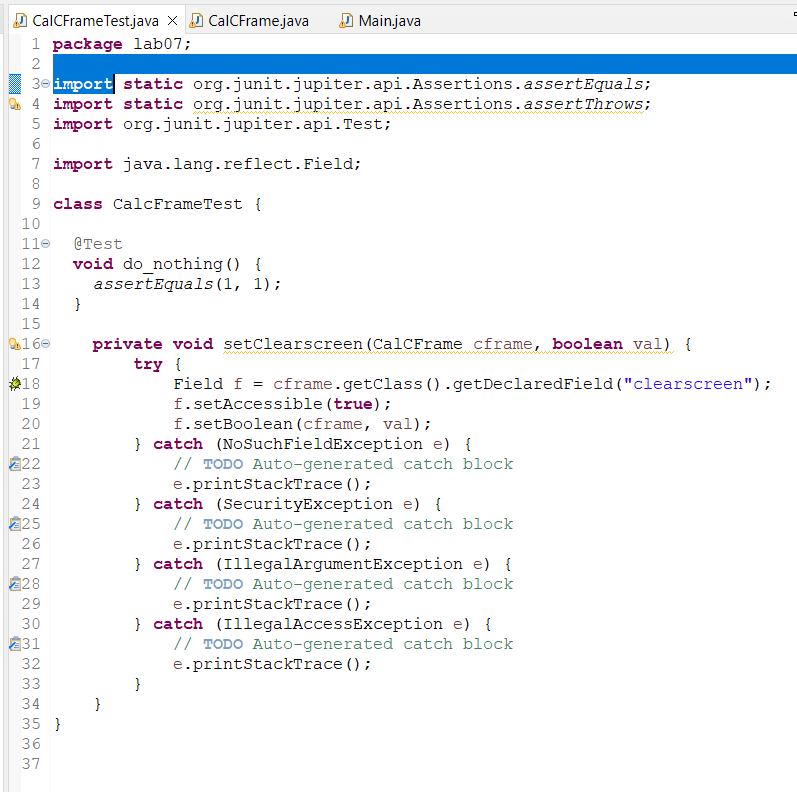 CalCFrameTest.java CalCFrame.java Main.java
1 package lab07;
2
3 import static org.junit.jupiter.api.Assertions.assertEquals;
4 import static org.junit.jupiter.api.Assertions.assertThrows;
5 import org.junit.jupiter.api.Test;
6
7 import java.lang.reflect.Field;
8
9 class CalcFrameTest {
10
11 @Test
12 void do_nothing() {
13 assertEquals(1, 1);
14 }
15
16 private void setClearscreen(CalCFrame cframe, boolean val) {
17 try {
18 Field f = cframe.getClass().getDeclaredField("clearscreen");
19 f.setAccessible(true);
20 f.setBoolean(cframe, val);
21 } catch (NoSuchFieldException e) {
22 // TODO Auto-generated catch block
23 e.printStackTrace();
24 } catch (SecurityException e) {
25 // TODO Auto-generated catch block
26 e.printStackTrace();
27 } catch (IllegalArgumentException e) {
28 // TODO Auto-generated catch block
29 e.printStackTrace();
30 } catch (IllegalAccessException e) {
31 // TODO Auto-generated catch block
32 e.printStackTrace();
33 }
34 }
35 }
36
37